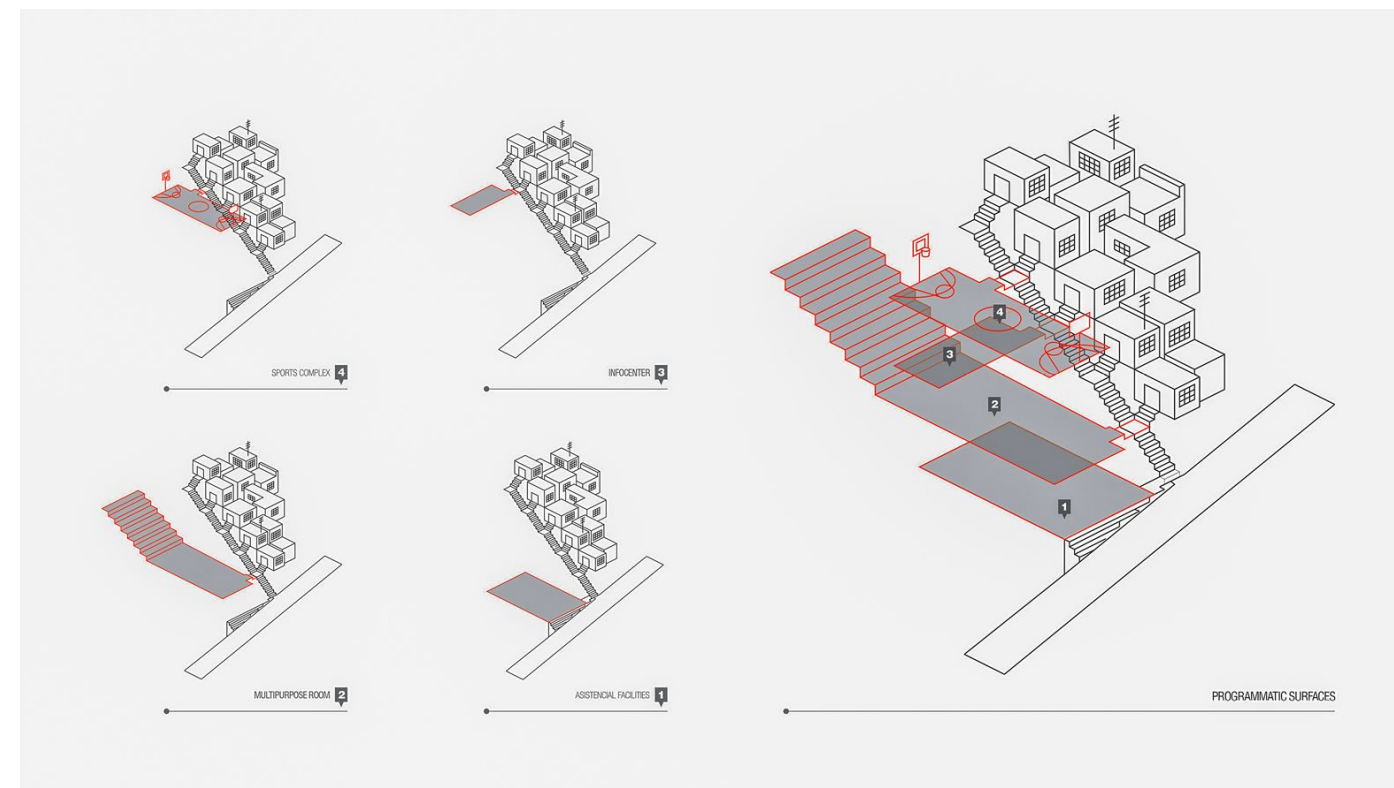 SPORTS COMPLEX 4
INFOCENTER 3
MULTIPURPOSE ROOM 2
ASISTENCIAL FACILITIES 1
4
3
2
1
PROGRAMMATIC SURFACES